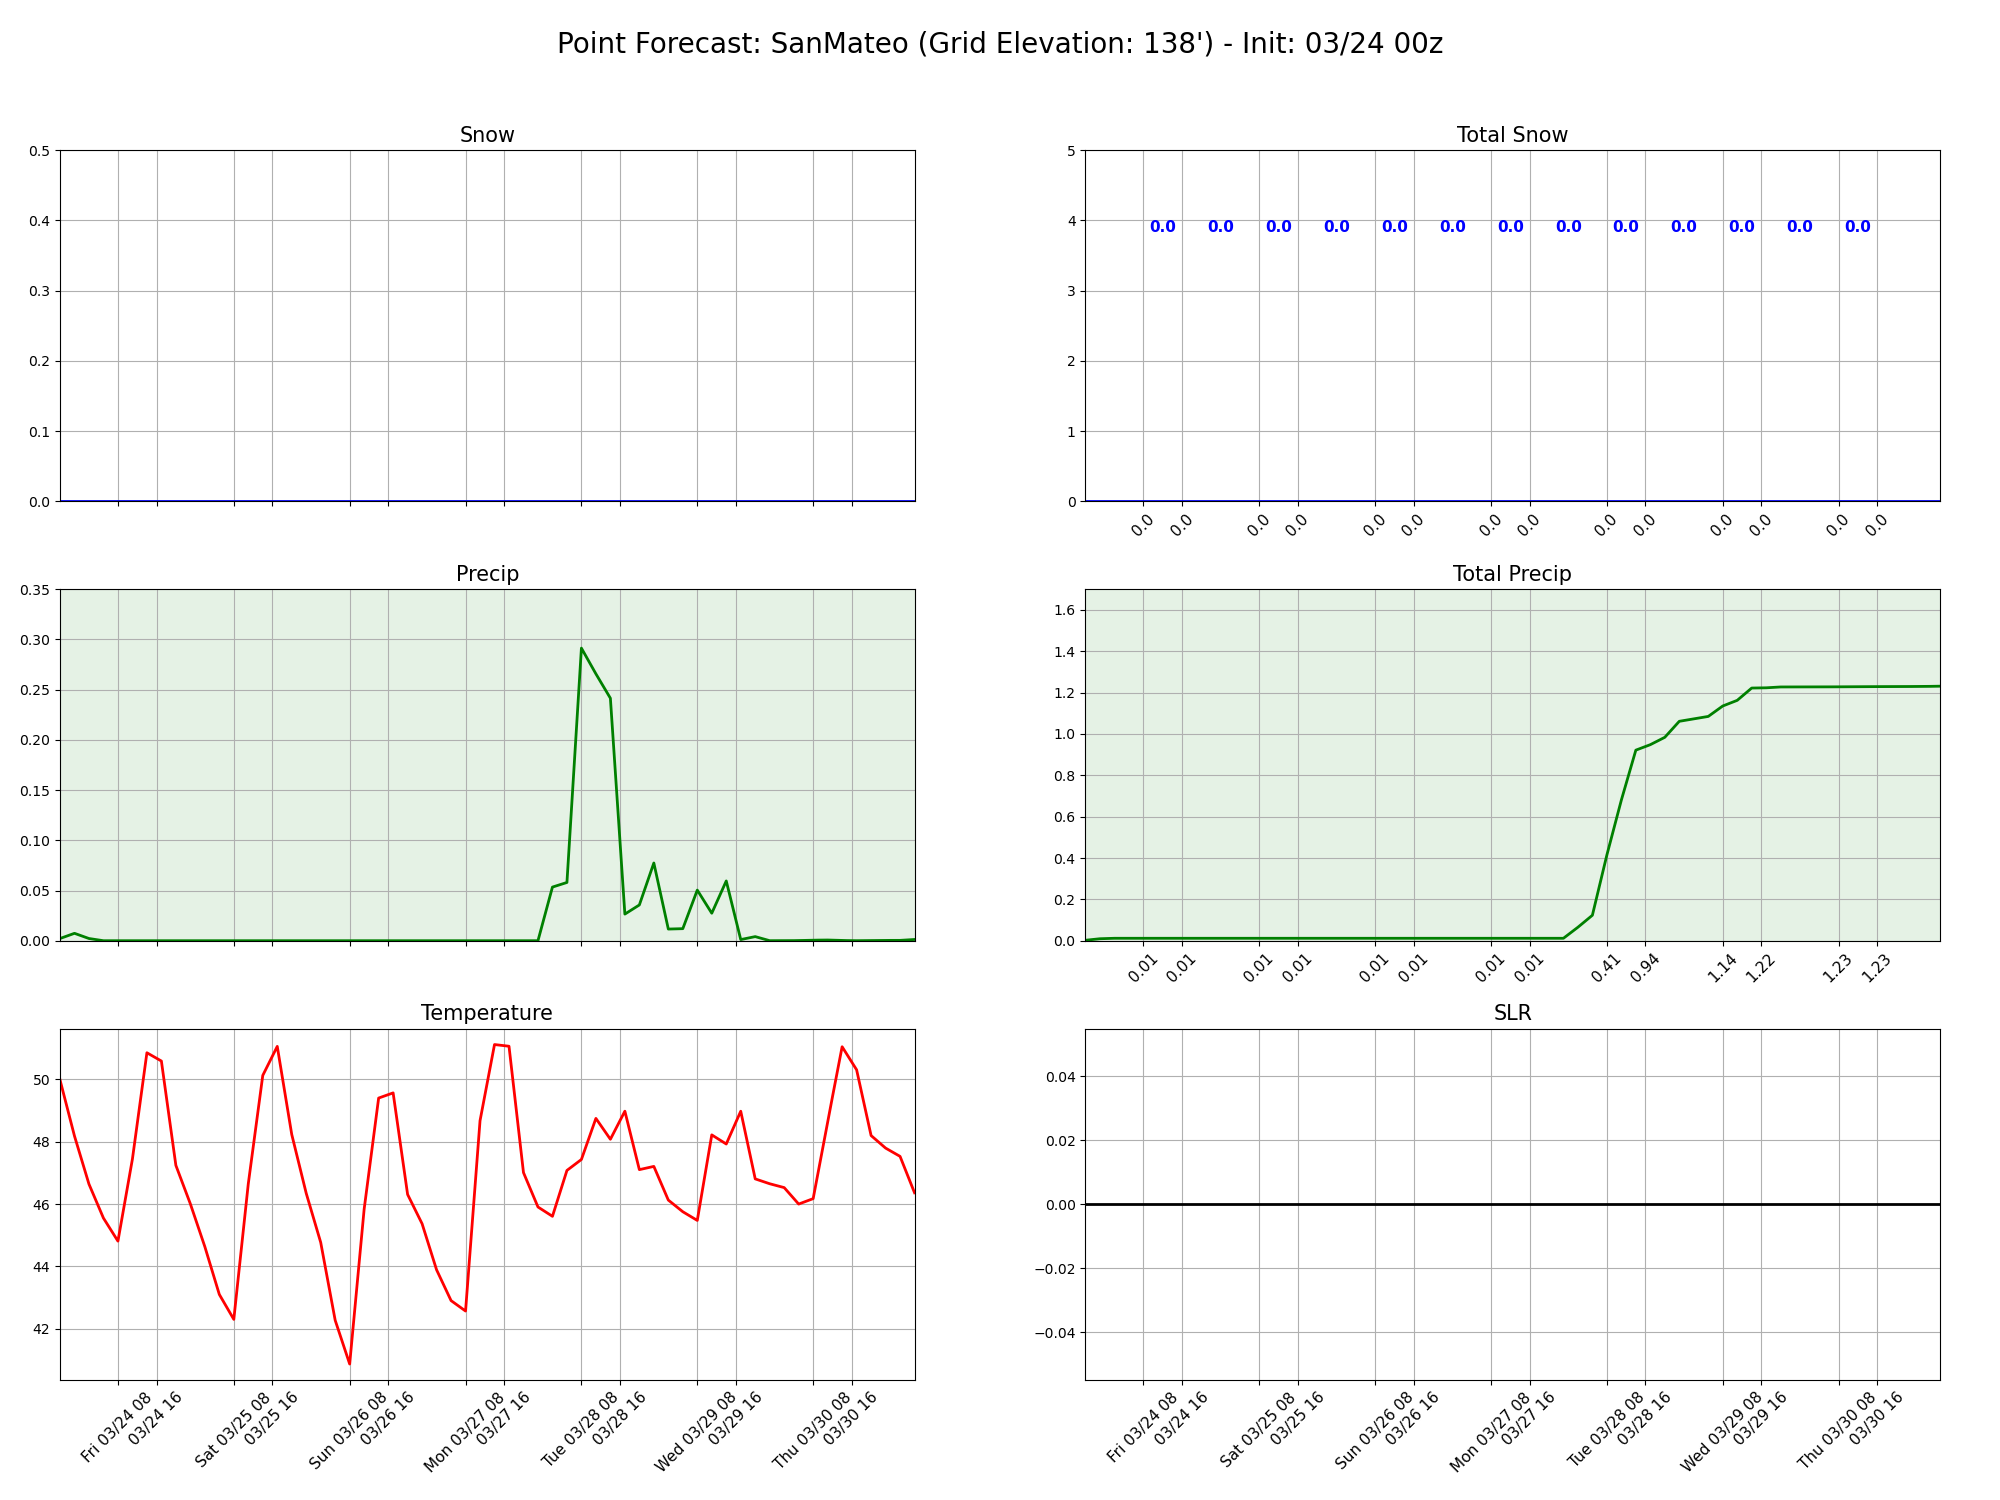 Point Forecast: SanMateo (Grid Elevation: 138') - Init: 03/24 00z
Snow
0.5
0.4
0.3
0.2
0.1
0.0
Total Snow
5
4
3
2
1
0
0.0 0.0 0.0 0.0 0.0 0.0 0.0 0.0 0.0 0.0 0.0 0.0 0.0
0.0 0.0 0.0 0.0 0.0 0.0 0.0 0.0 0.0 0.0 0.0 0.0 0.0 0.0
Precip
0.35
0.30
0.25
0.20
0.15
0.10
0.05
0.00
Total Precip
1.6
1.4
1.2
1.0
0.8
0.6
0.4
0.2
0.0
0.01 0.01 0.01 0.01 0.01 0.01 0.01 0.01 0.41 0.94 1.14 1.22 1.23 1.23
Temperature
50
48
46
44
42
Fri 03/24 08
03/24 16
Sat 03/25 08
03/25 16
Sun 03/26 08
03/26 16
Mon 03/27 08
03/27 16
Tue 03/28 08
03/28 16
Wed 03/29 08
03/29 16
Thu 03/30 08
03/30 16
SLR
0.04
0.02
0.00
−0.02
−0.04
Fri 03/24 08
03/24 16
Sat 03/25 08
03/25 16
Sun 03/26 08
03/26 16
Mon 03/27 08
03/27 16
Tue 03/28 08
03/28 16
Wed 03/29 08
03/29 16
Thu 03/30 08
03/30 16